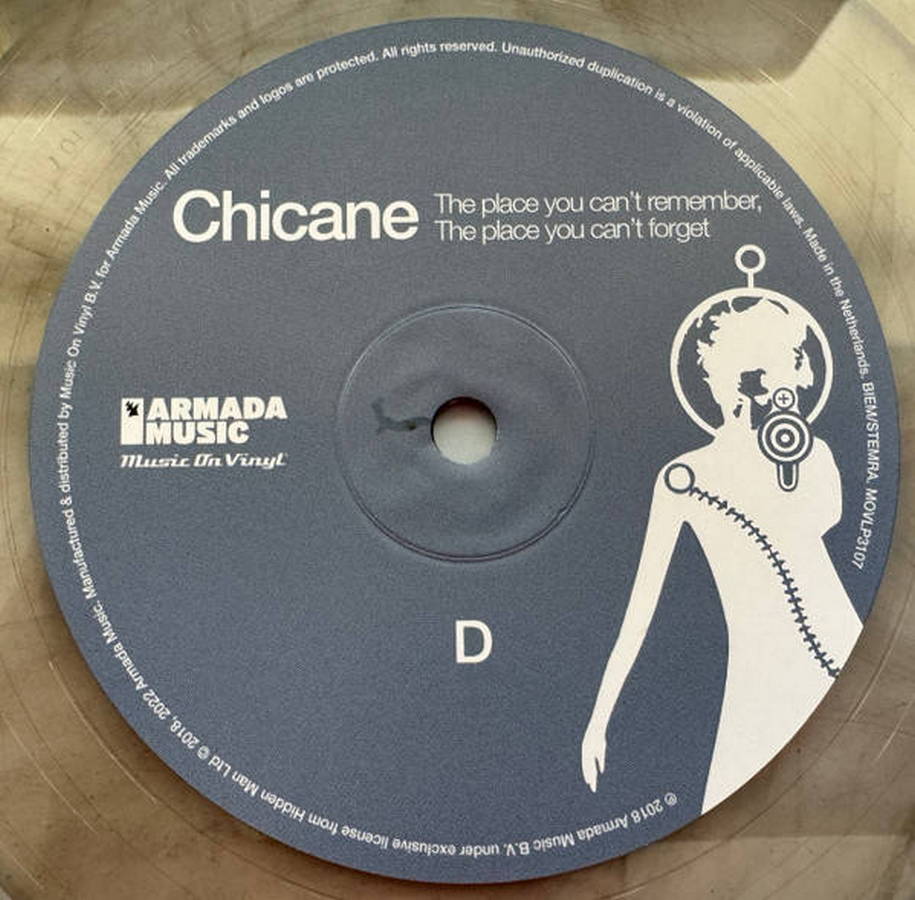 Chicane
The place you can't remember,
The place you can't forget
ARMADA
MUSIC
Music On Vinyl
D
℗ 2018 Armada Music B.V. under exclusive license from Hidden Man Ltd © 2018, 2022 Armada Music. Manufactured & distributed by Music On Vinyl B.V. for Armada Music. All trademarks and logos are protected. All rights reserved. Unauthorized duplication is a violation of applicable laws. Made in the Netherlands. BIEM/STEMRA. MOVLP3107